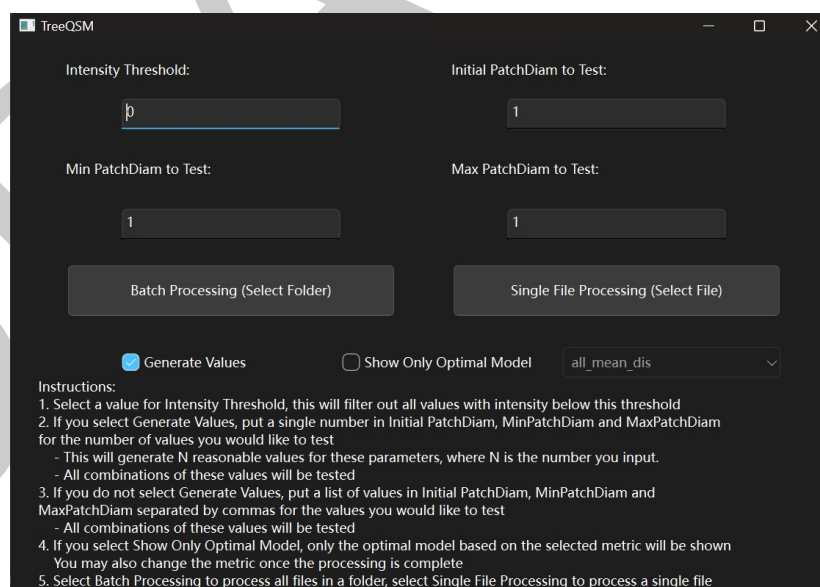 TreeQSM
Intensity Threshold:
Initial PatchDiam to Test:
0
1
Min PatchDiam to Test:
Max PatchDiam to Test:
1
1
Batch Processing (Select Folder)
Single File Processing (Select File)
Generate Values
Show Only Optimal Model
all_mean_dis
Instructions:
1. Select a value for Intensity Threshold, this will filter out all values with intensity below this threshold
2. If you select Generate Values, put a single number in Initial PatchDiam, MinPatchDiam and MaxPatchDiam
for the number of values you would like to test
- This will generate N reasonable values for these parameters, where N is the number you input.
- All combinations of these values will be tested
3. If you do not select Generate Values, put a list of values in Initial PatchDiam, MinPatchDiam and
MaxPatchDiam separated by commas for the values you would like to test
- All combinations of these values will be tested
4. If you select Show Only Optimal Model, only the optimal model based on the selected metric will be shown
You may also change the metric once the processing is complete
5. Select Batch Processing to process all files in a folder, select Single File Processing to process a single file